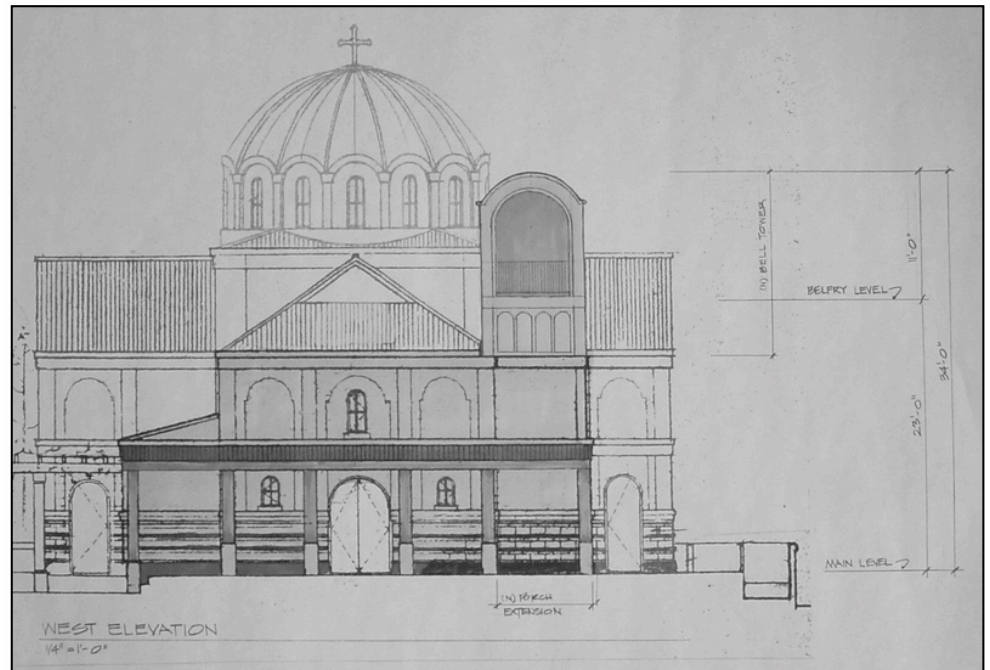 (N) BELL TOWER
11'-0"
BELFRY LEVEL
34'-0"
23'-0"
MAIN LEVEL
(N) PORCH
EXTENSION
WEST ELEVATION
1/4" = 1'-0"